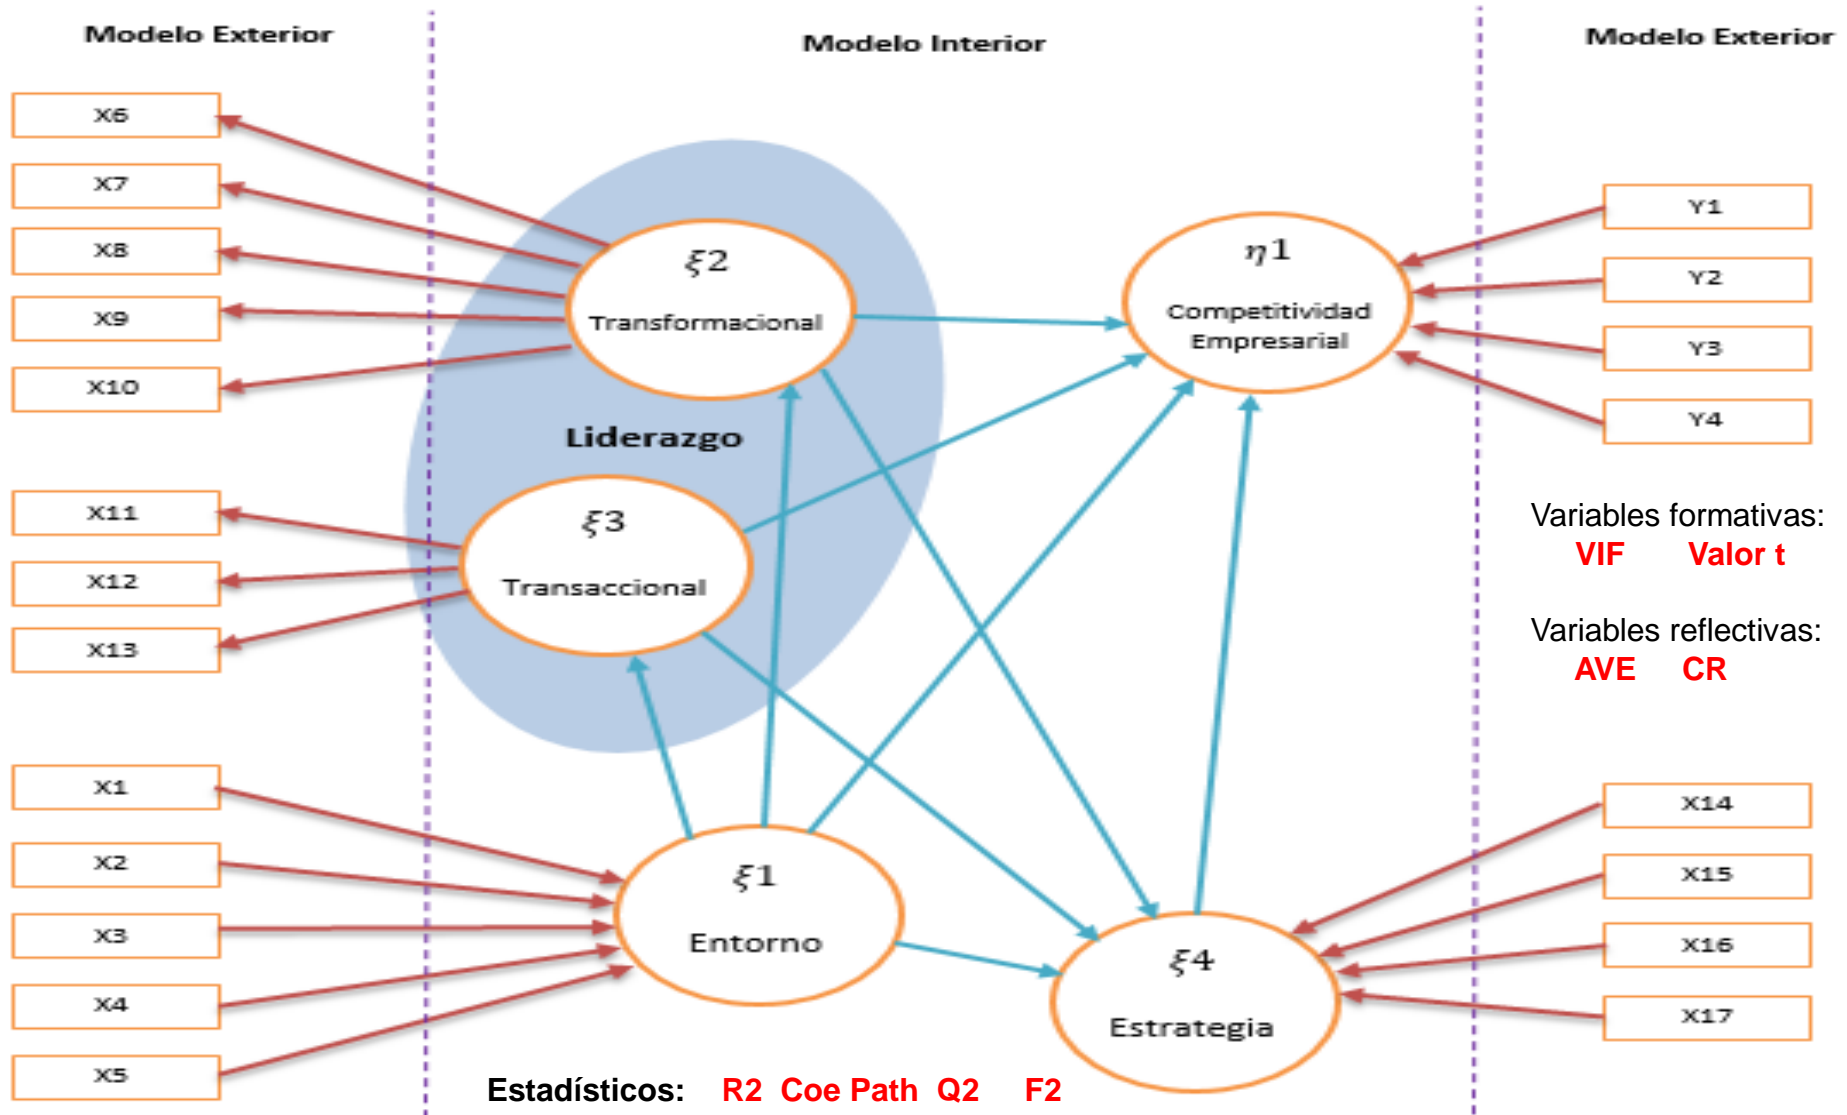 Modelo Exterior
Modelo Interior
Modelo Exterior
X6
X7
X8
X9
X10
X11
X12
X13
X1
X2
X3
X4
X5
ξ2
Transformacional
Liderazgo
ξ3
Transaccional
ξ1
Entorno
η1
Competitividad
Empresarial
ξ4
Estrategia
Y1
Y2
Y3
Y4
Variables formativas:
VIF Valor t
Variables reflectivas:
AVE CR
X14
X15
X16
X17
Estadísticos: R2 Coe Path Q2 F2